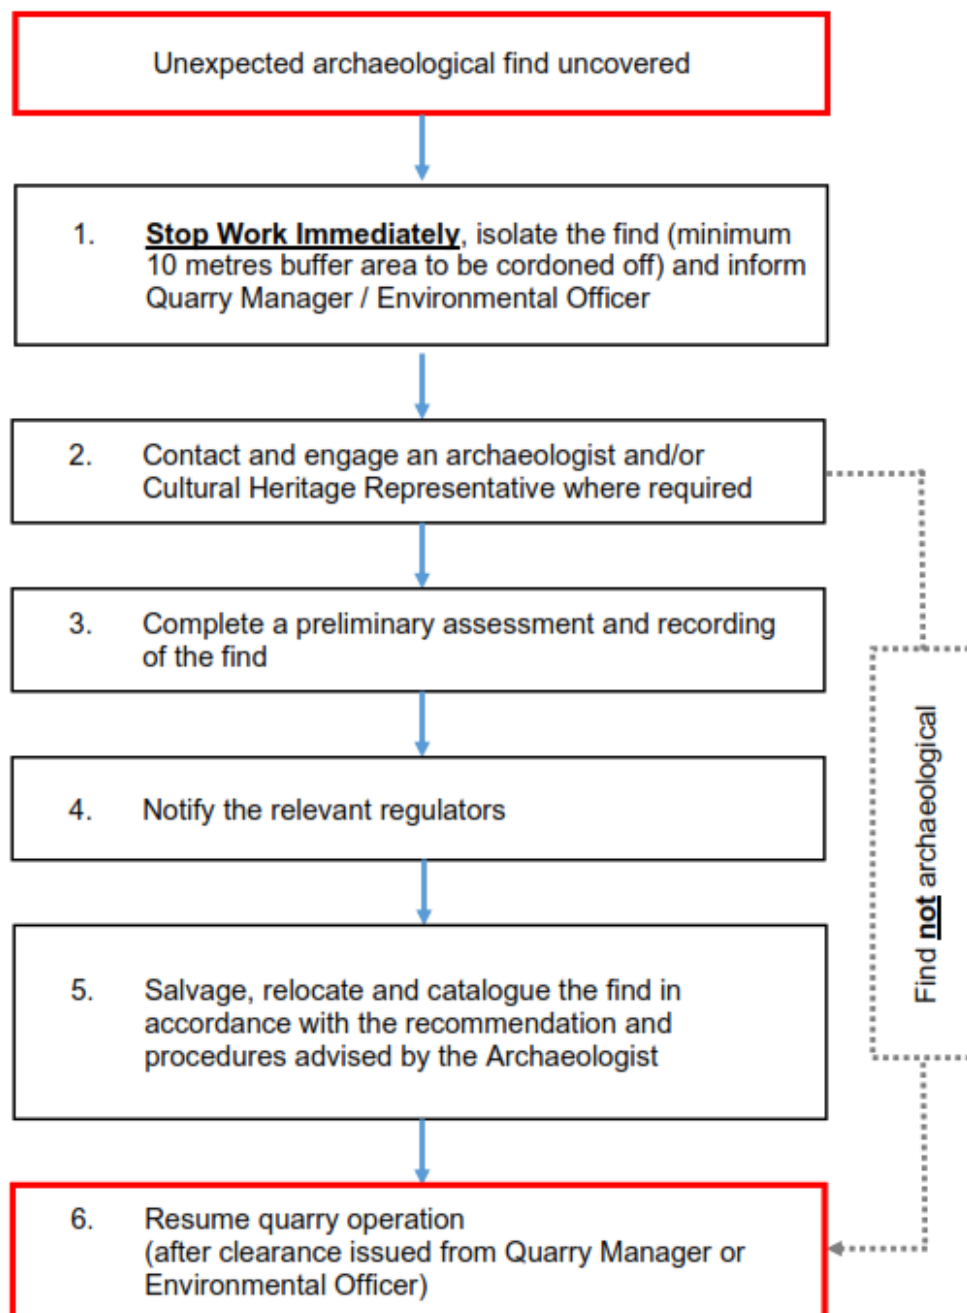 Unexpected archaeological find uncovered
1. Stop Work Immediately, isolate the find (minimum
10 metres buffer area to be cordoned off) and inform
Quarry Manager / Environmental Officer
2. Contact and engage an archaeologist and/or
Cultural Heritage Representative where required
3. Complete a preliminary assessment and recording
of the find
4. Notify the relevant regulators
Find not archaeological
5. Salvage, relocate and catalogue the find in
accordance with the recommendation and
procedures advised by the Archaeologist
6. Resume quarry operation
(after clearance issued from Quarry Manager or
Environmental Officer)